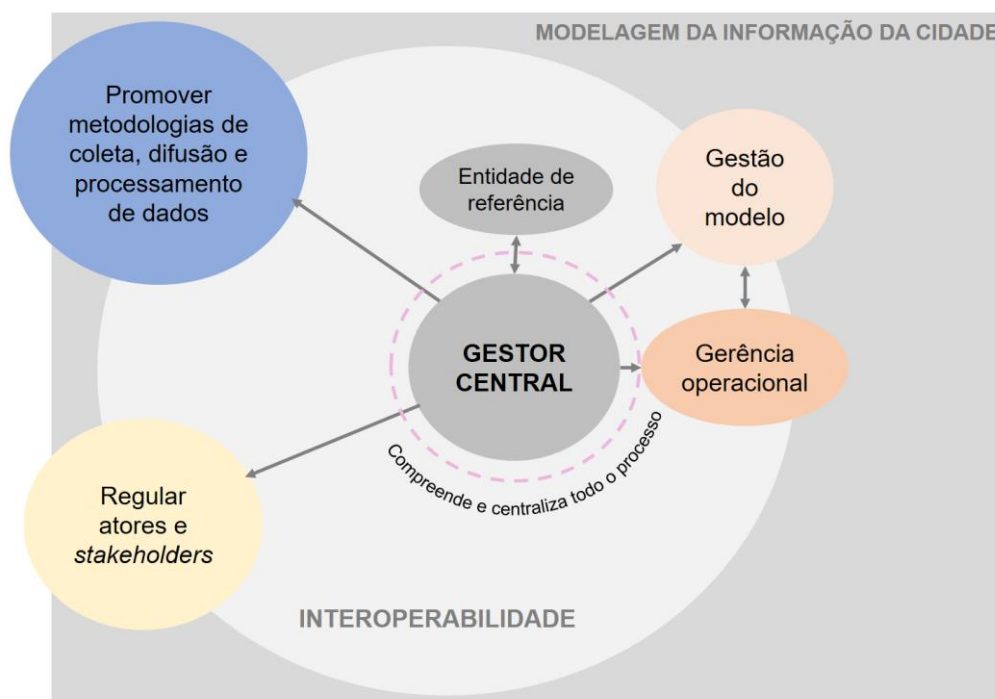 MODELAGEM DA INFORMAÇÃO DA CIDADE
Promover
metodologias de
coleta, difusão e
processamento
de dados
Entidade de
referência
Gestão
do
modelo
GESTOR
CENTRAL
Gerência
operacional
Compreende e centraliza todo o processo
Regular
atores e
stakeholders
INTEROPERABILIDADE